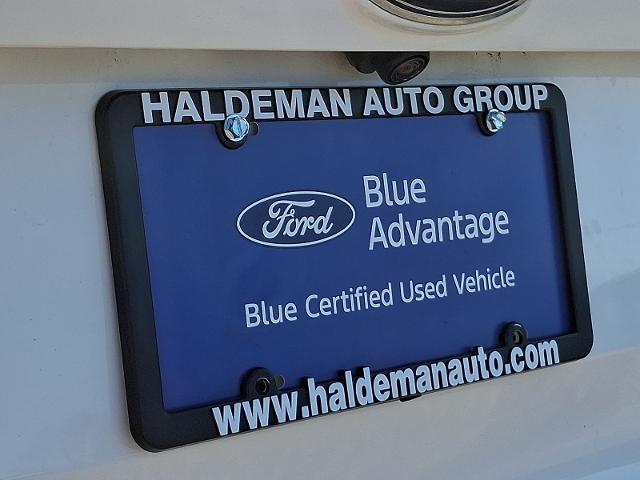 HALDEMAN AUTO GROUP
Ford
Blue
Advantage
Blue Certified Used Vehicle
www.haldemanauto.com